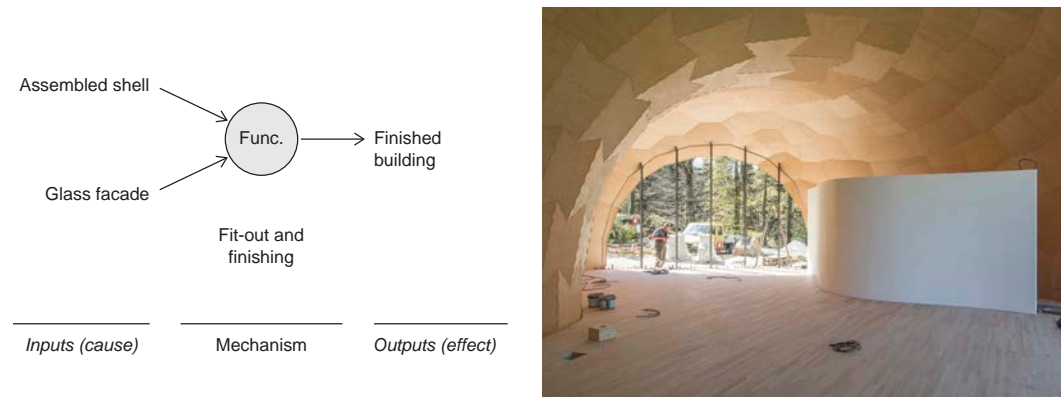 Assembled shell
Func.
Finished
building
Glass facade
Fit-out and
finishing
Inputs (cause)
Mechanism
Outputs (effect)